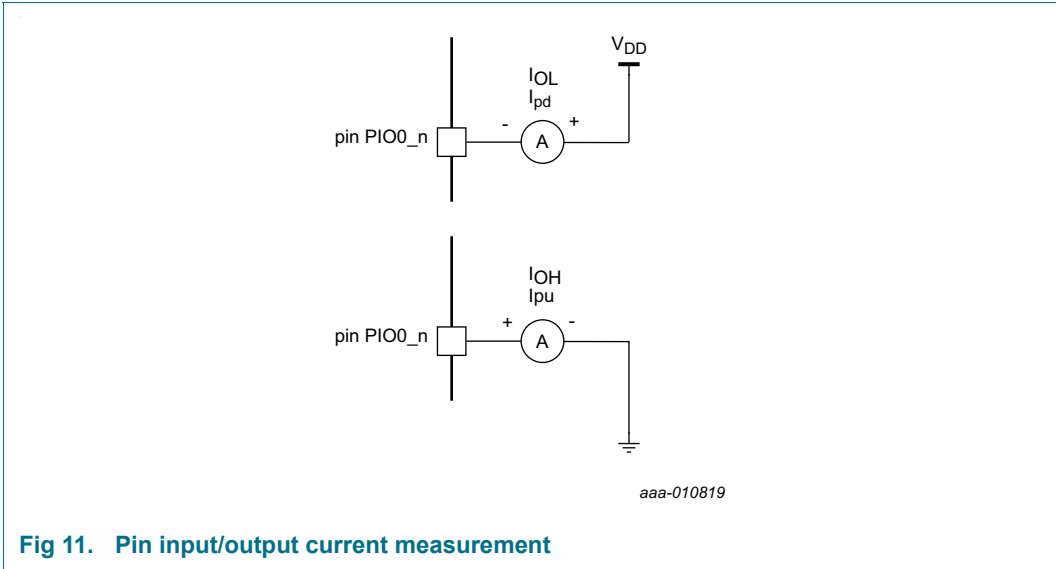 VDD
IOL
Ipd
- +
pin PIO0_n
A
IOH
Ipu
+ -
pin PIO0_n
A
aaa-010819
Fig 11. Pin input/output current measurement